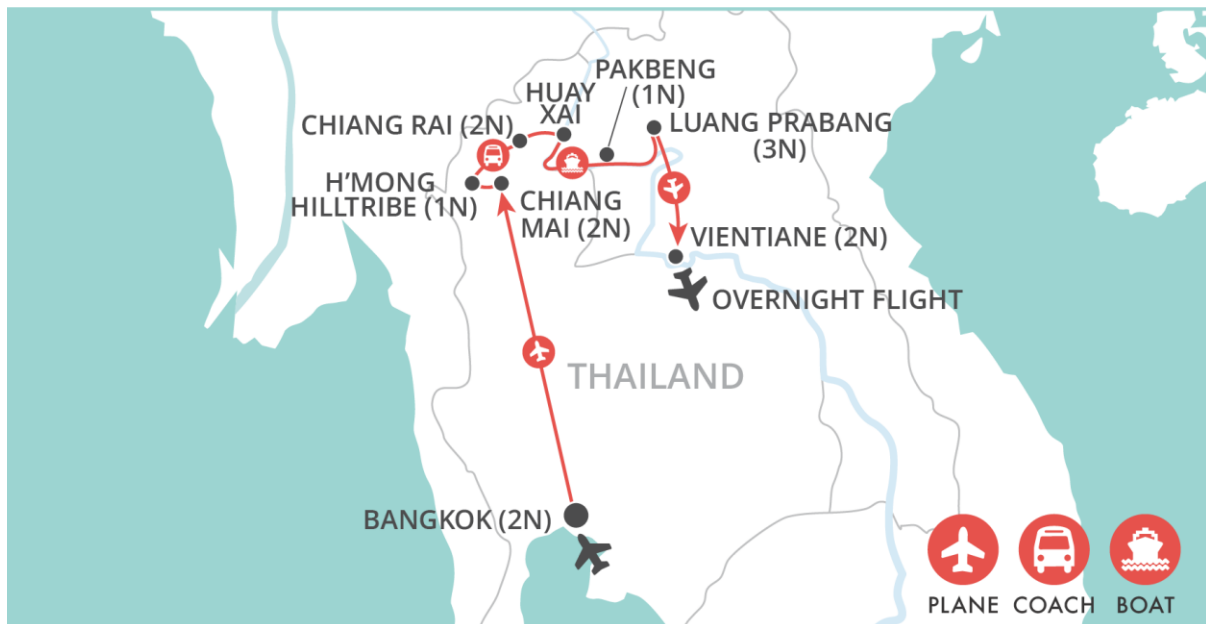 PAKBENG
(1N)
HUAY
XAI
CHIANG RAI (2N)
LUANG PRABANG
(3N)
H'MONG
HILLTRIBE (1N)
CHIANG
MAI (2N)
VIENTIANE (2N)
OVERNIGHT FLIGHT
THAILAND
BANGKOK (2N)
PLANE COACH BOAT